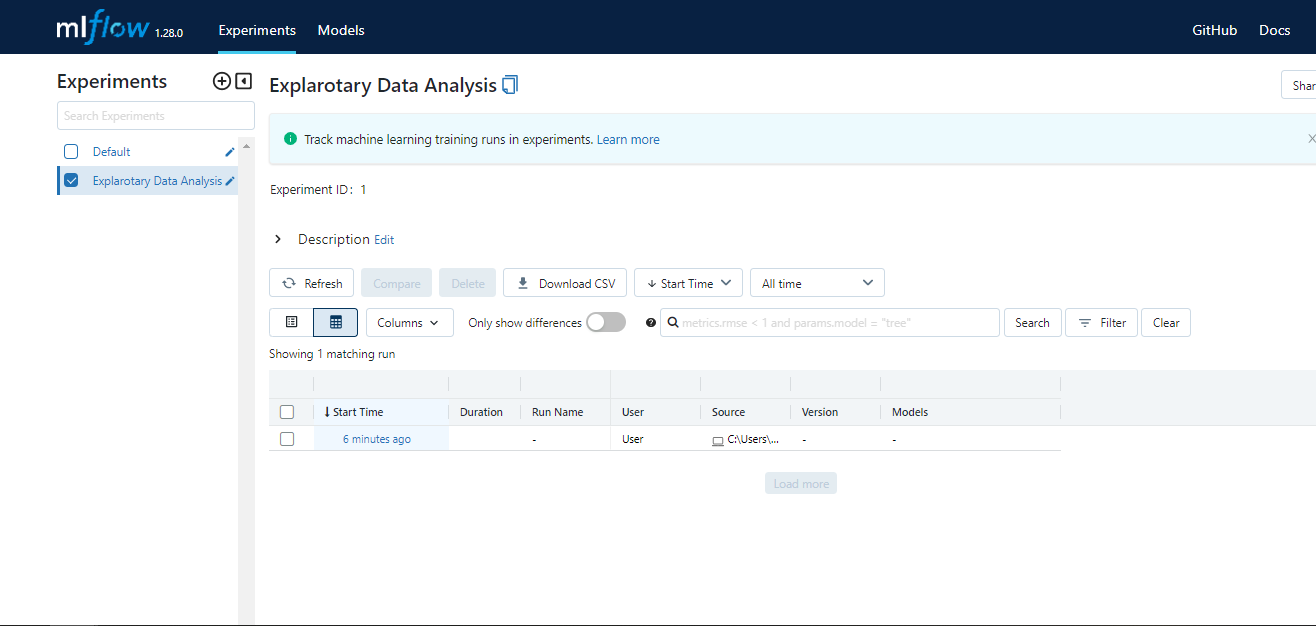 mlflow 1.28.0 Experiments Models GitHub Docs
Experiments
Search Experiments
Default
Explarotary Data Analysis
Explarotary Data Analysis
Track machine learning training runs in experiments. Learn more
Experiment ID: 1
Description Edit
Refresh Compare Delete Download CSV Start Time All time
Columns Only show differences metrics.rmse < 1 and params.model = "tree" Search Filter Clear
Showing 1 matching run
Start Time Duration Run Name User Source Version Models
6 minutes ago - User C:\Users\... - -
Load more